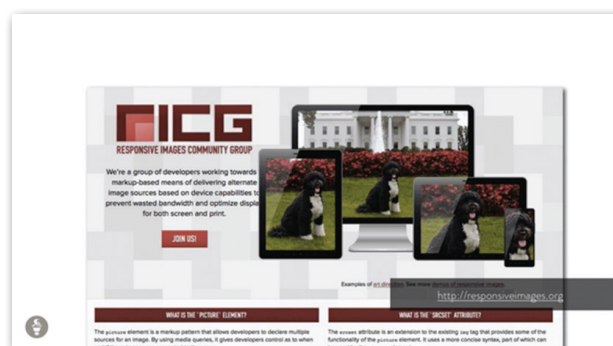 RICG
RESPONSIVE IMAGES COMMUNITY GROUP
We're a group of developers working towards
markup-based means of delivering alternate
image sources based on device capabilities to
prevent wasted bandwidth and optimize display
for both screen and print.
JOIN US!
Examples of art direction. See more demos of responsive images.
http://responsiveimages.org
WHAT IS THE 'PICTURE' ELEMENT?
The picture element is a markup pattern that allows developers to declare multiple
sources for an image. By using media queries, it gives developers control as to when
WHAT IS THE 'SRCSET' ATTRIBUTE?
The srcset attribute is an extension to the existing img tag that provides some of the
functionality of the picture element. It uses a more concise syntax, part of which can